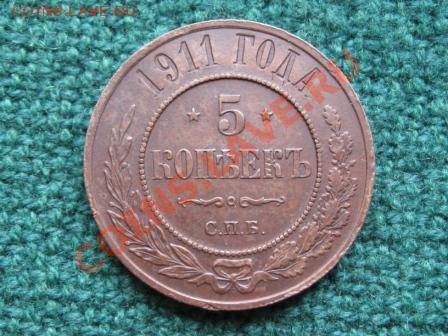 COINS.LAVE.RU
1911 ГОДА
5
КОПѢЕКЪ
С.П.Б.
COINS.LAVE.RU